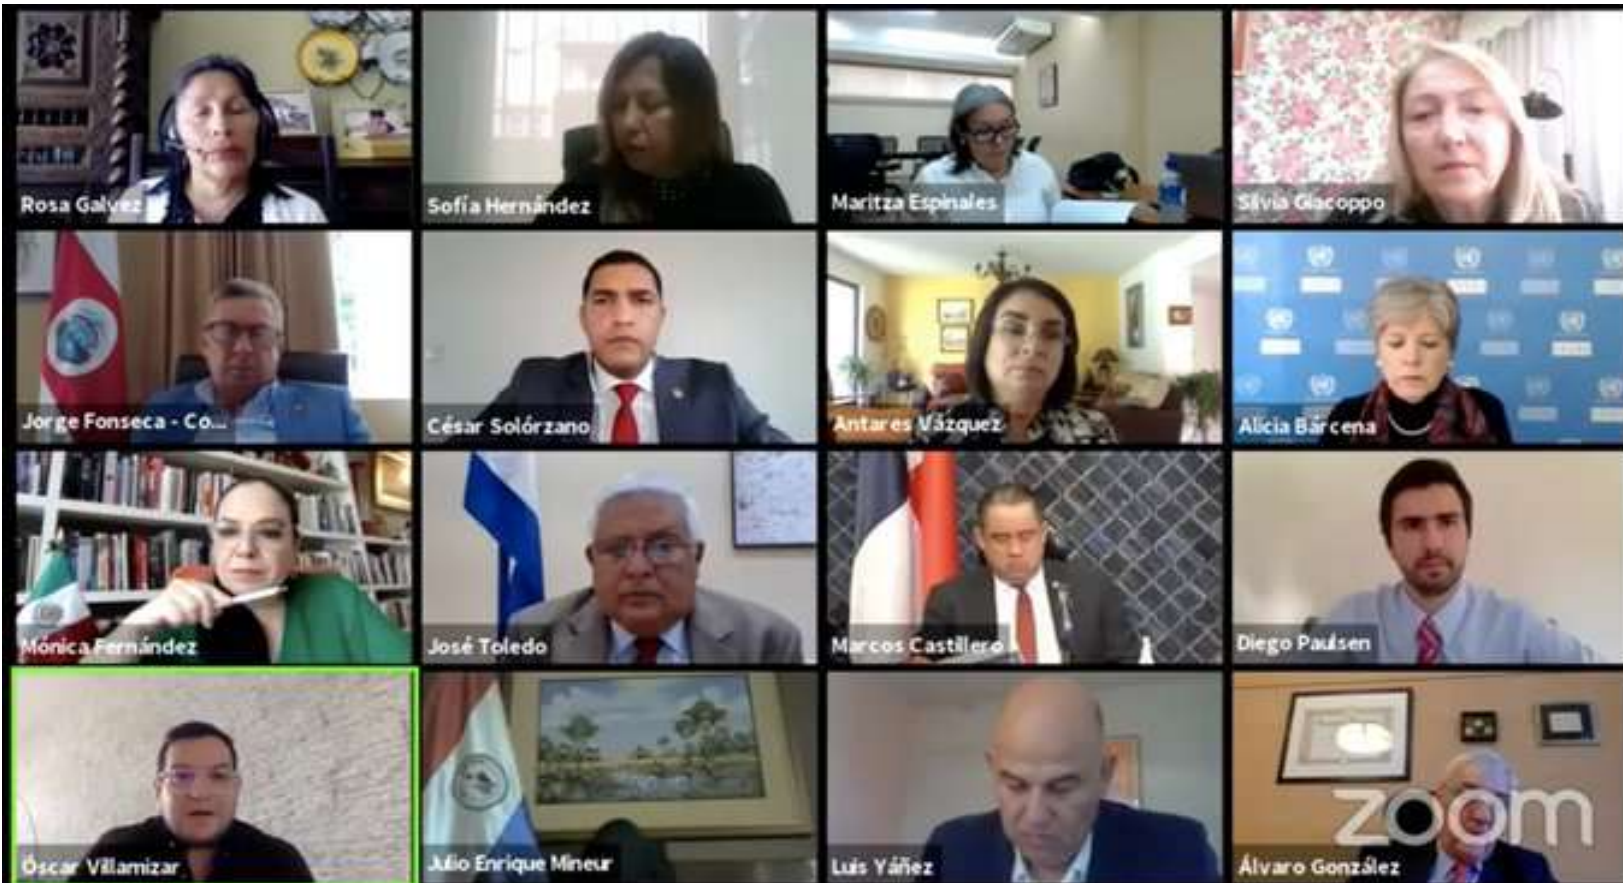 Rosa Galvez
Sofía Hernández
Maritza Espinales
Silvia Giacoppo
Jorge Fonseca - Co...
César Solórzano
Antares Vázquez
Alicia Bárcena
Mónica Fernández
José Toledo
Marcos Castillero
Diego Paulsen
Óscar Villamizar
Julio Enrique Mineur
Luis Yáñez
Álvaro González
zoom